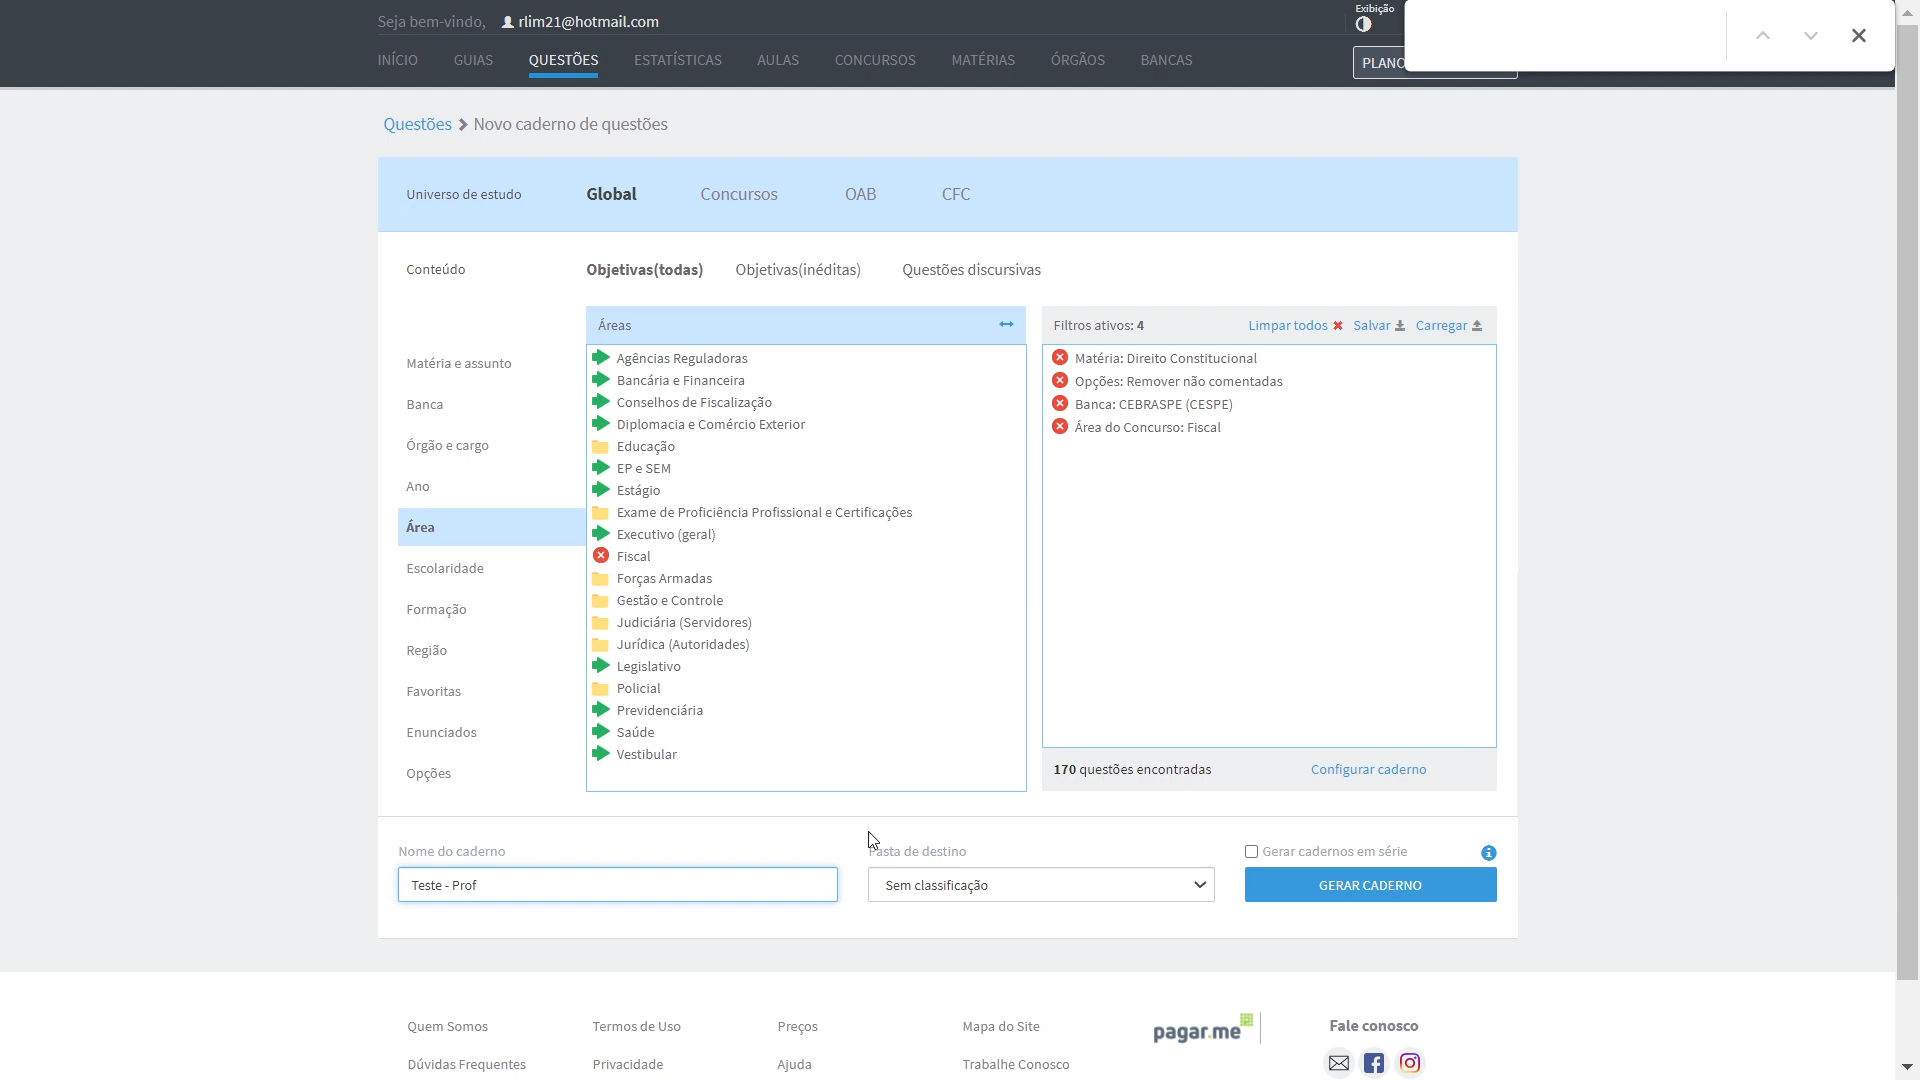 Seja bem-vindo, rlim21@hotmail.com
Exibição
INÍCIO GUIAS QUESTÕES ESTATÍSTICAS AULAS CONCURSOS MATÉRIAS ÓRGÃOS BANCAS
PLANO
Questões > Novo caderno de questões
Universo de estudo Global Concursos OAB CFC
Conteúdo Objetivas(todas) Objetivas(inéditas) Questões discursivas
Matéria e assunto
Banca
Órgão e cargo
Ano
Área
Escolaridade
Formação
Região
Favoritas
Enunciados
Opções
Áreas
Agências Reguladoras
Bancária e Financeira
Conselhos de Fiscalização
Diplomacia e Comércio Exterior
Educação
EP e SEM
Estágio
Exame de Proficiência Profissional e Certificações
Executivo (geral)
Fiscal
Forças Armadas
Gestão e Controle
Judiciária (Servidores)
Jurídica (Autoridades)
Legislativo
Policial
Previdenciária
Saúde
Vestibular
Filtros ativos: 4 Limpar todos Salvar Carregar
Matéria: Direito Constitucional
Opções: Remover não comentadas
Banca: CEBRASPE (CESPE)
Área do Concurso: Fiscal
170 questões encontradas Configurar caderno
Nome do caderno
Teste - Prof
Pasta de destino
Sem classificação
Gerar cadernos em série
GERAR CADERNO
Quem Somos Termos de Uso Preços Mapa do Site pagar.me Fale conosco
Dúvidas Frequentes Privacidade Ajuda Trabalhe Conosco